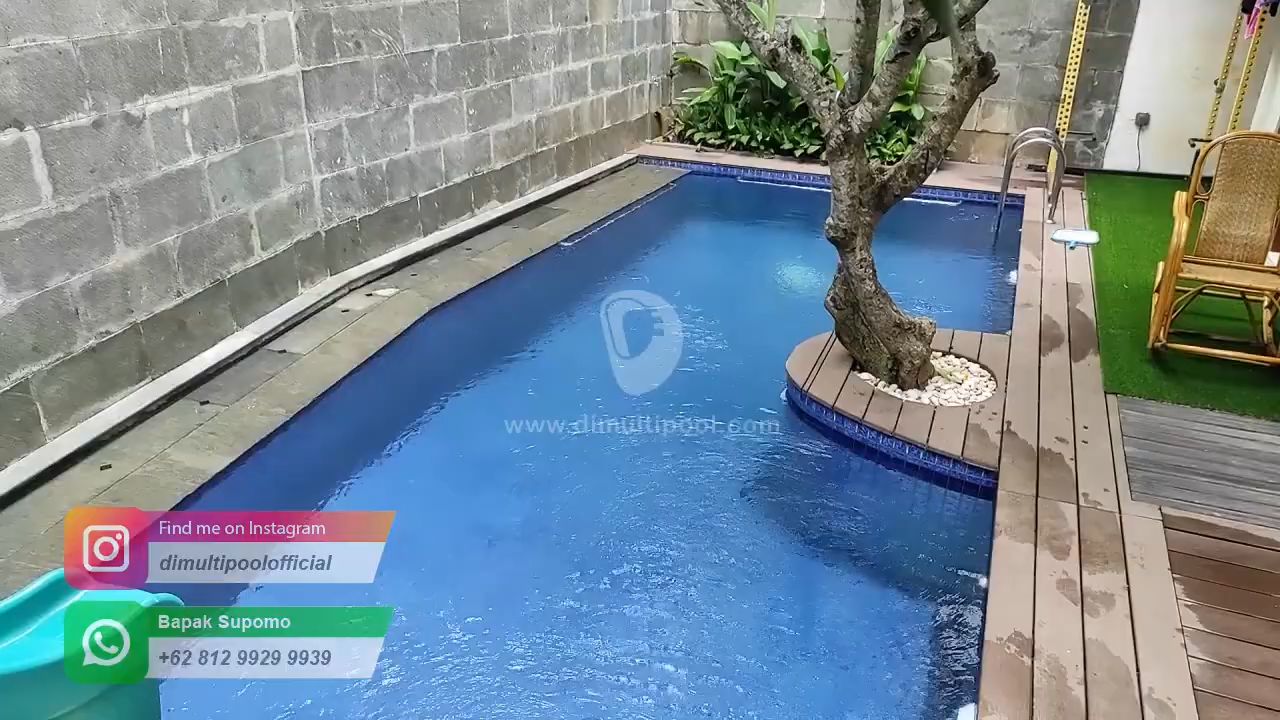 www.dimultipool.com
Find me on Instagram
dimultipoolofficial
Bapak Supomo
+62 812 9929 9939